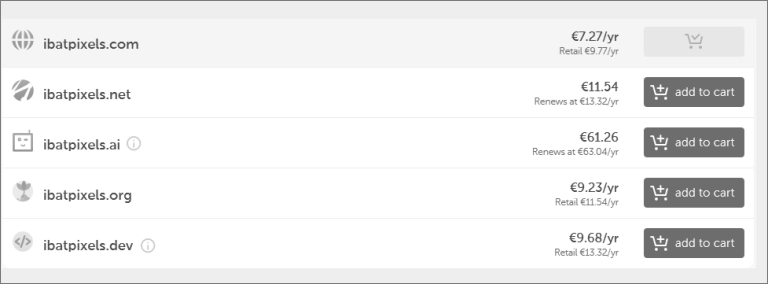 ibatpixels.com
€7.27/yr
Retail €9.77/yr
ibatpixels.net
€11.54
Renews at €13.32/yr
add to cart
ibatpixels.ai
€61.26
Renews at €63.04/yr
add to cart
ibatpixels.org
€9.23/yr
Retail €11.54/yr
add to cart
ibatpixels.dev
€9.68/yr
Retail €13.32/yr
add to cart